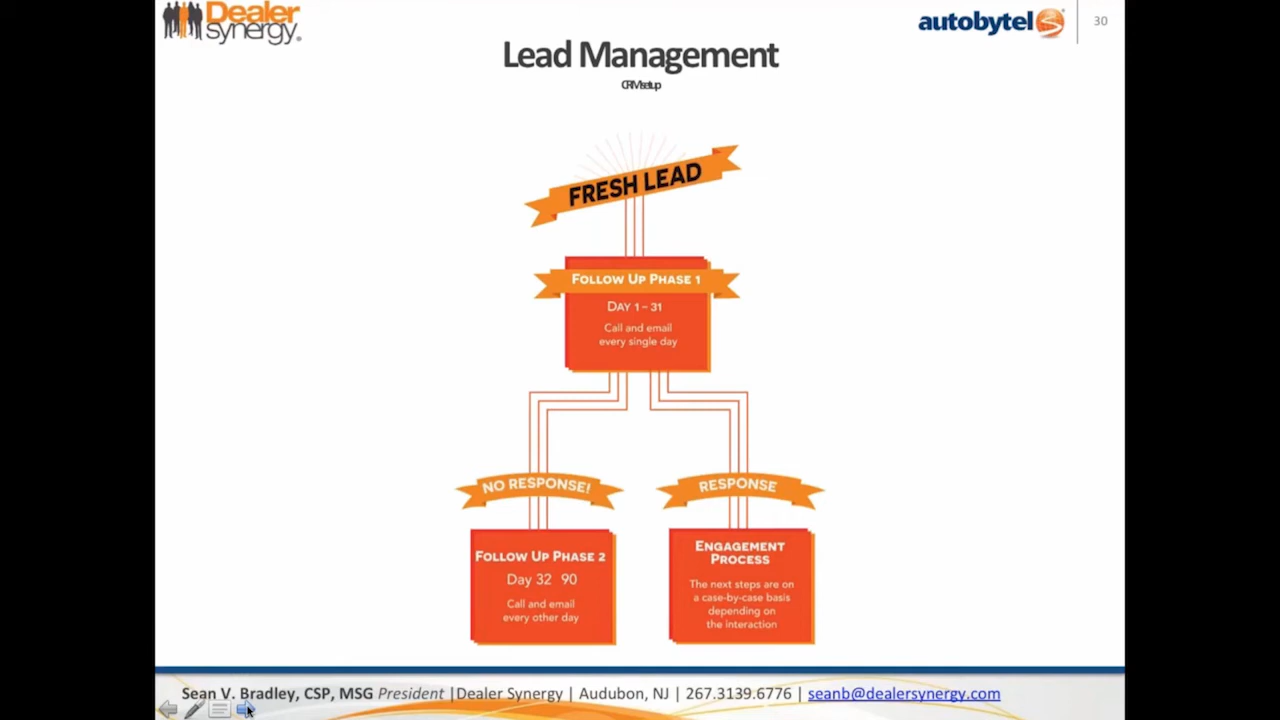 Dealer
synergy.
autobytel
30
Lead Management
CRM setup
FRESH LEAD
FOLLOW UP PHASE 1
DAY 1 – 31
Call and email
every single day
NO RESPONSE!
RESPONSE
FOLLOW UP PHASE 2
Day 32 90
Call and email
every other day
ENGAGEMENT
PROCESS
The next steps are on
a case-by-case basis
depending on
the interaction
Sean V. Bradley, CSP, MSG President |Dealer Synergy | Audubon, NJ | 267.3139.6776 | seanb@dealersynergy.com